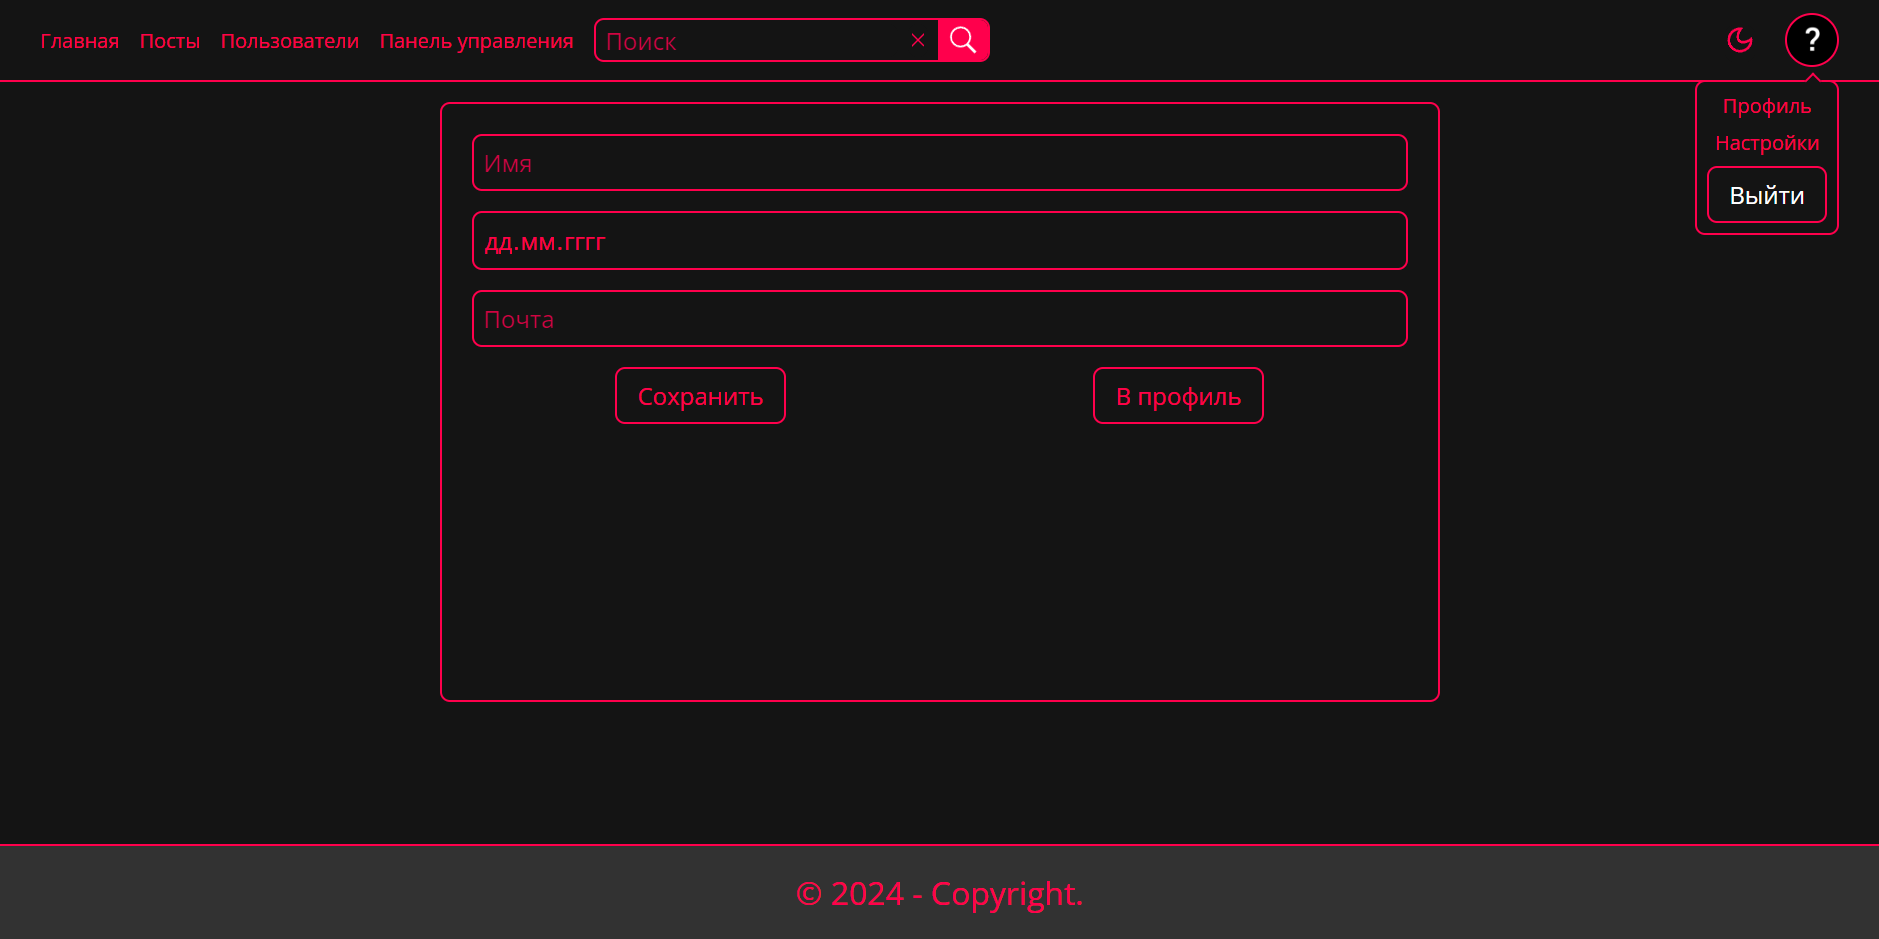 Главная Посты Пользователи Панель управления Поиск ?
Профиль
Настройки
Выйти
Имя
дд.мм.гггг
Почта
Сохранить В профиль
© 2024 - Copyright.